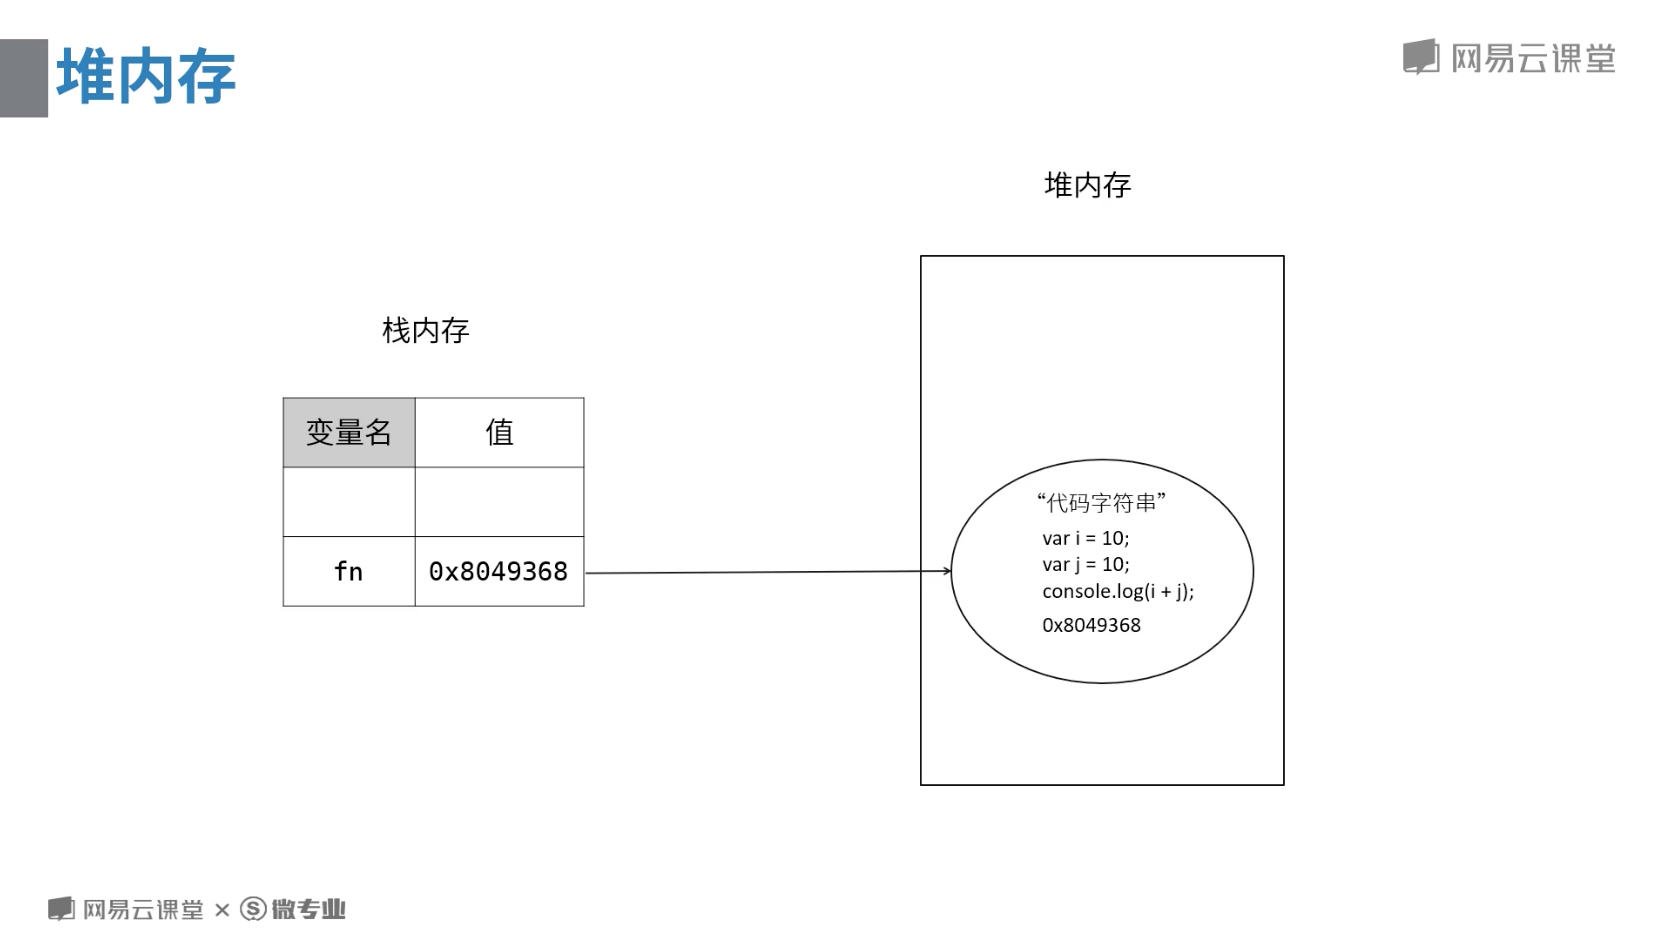 堆内存
网易云课堂
堆内存
栈内存
变量名 值
fn 0x8049368
“代码字符串”
var i = 10;
var j = 10;
console.log(i + j);
0x8049368
网易云课堂 × S 微专业